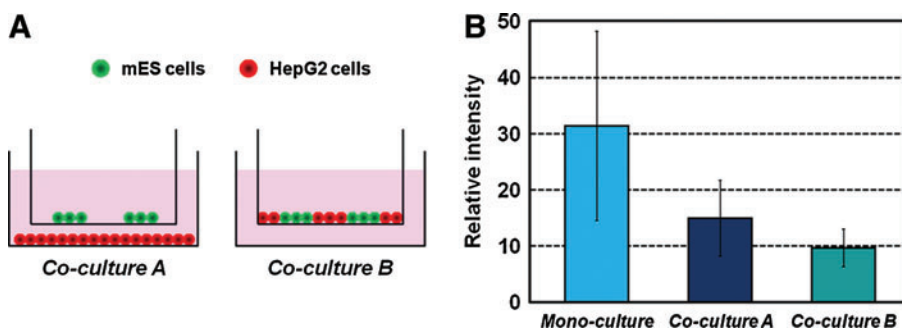 A
mES cells HepG2 cells
Co-culture A Co-culture B
B
Relative intensity
50
40
30
20
10
0
Mono-culture Co-culture A Co-culture B